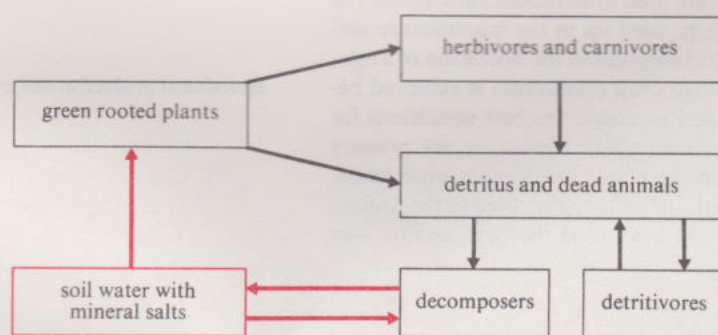 herbivores and carnivores
green rooted plants
detritus and dead animals
soil water with
mineral salts
decomposers
detritivores